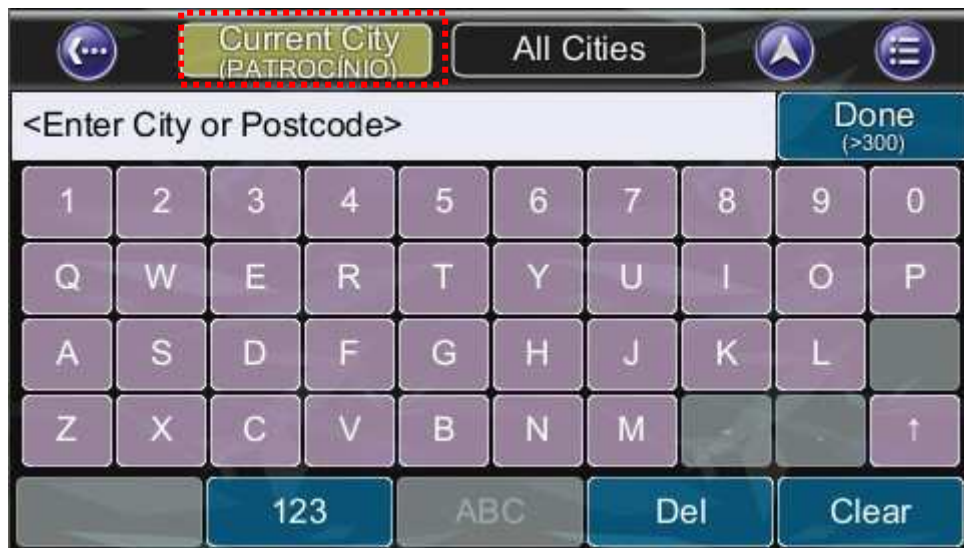 Current City
(PATROCÍNIO)
All Cities
<Enter City or Postcode>
Done
(>300)
1 2 3 4 5 6 7 8 9 0
Q W E R T Y U I O P
A S D F G H J K L
Z X C V B N M - . ↑
123 ABC Del Clear